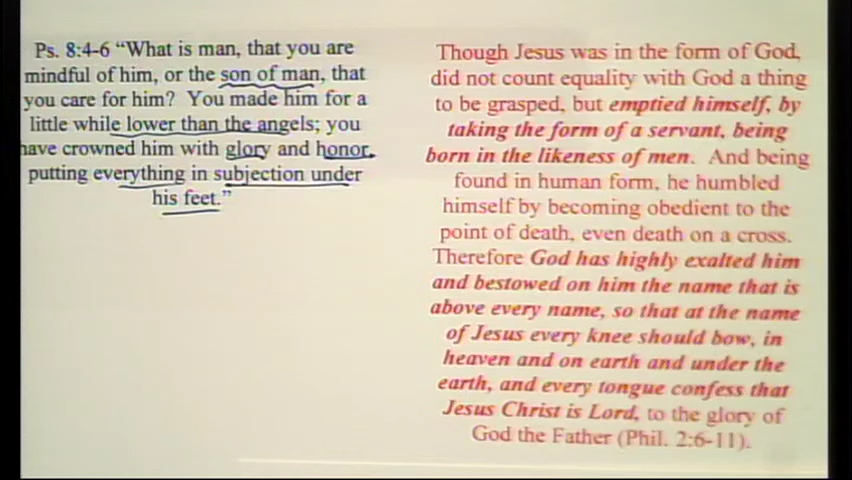 Ps. 8:4-6 “What is man, that you are
mindful of him, or the son of man, that
you care for him? You made him for a
little while lower than the angels; you
have crowned him with glory and honor,
putting everything in subjection under
his feet.”
Though Jesus was in the form of God,
did not count equality with God a thing
to be grasped, but emptied himself, by
taking the form of a servant, being
born in the likeness of men. And being
found in human form, he humbled
himself by becoming obedient to the
point of death, even death on a cross.
Therefore God has highly exalted him
and bestowed on him the name that is
above every name, so that at the name
of Jesus every knee should bow, in
heaven and on earth and under the
earth, and every tongue confess that
Jesus Christ is Lord, to the glory of
God the Father (Phil. 2:6-11).